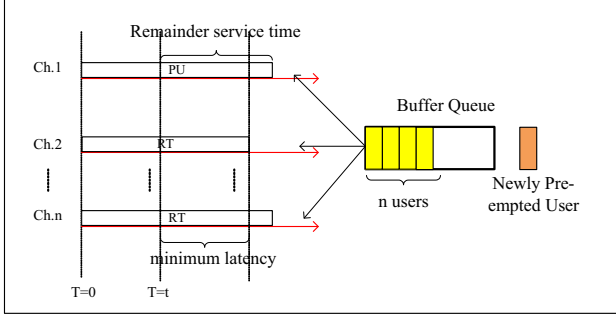 Remainder service time
Ch.1
PU
Buffer Queue
Ch.2
RT
Newly Pre-
empted User
n users
Ch.n
RT
minimum latency
T=0
T=t